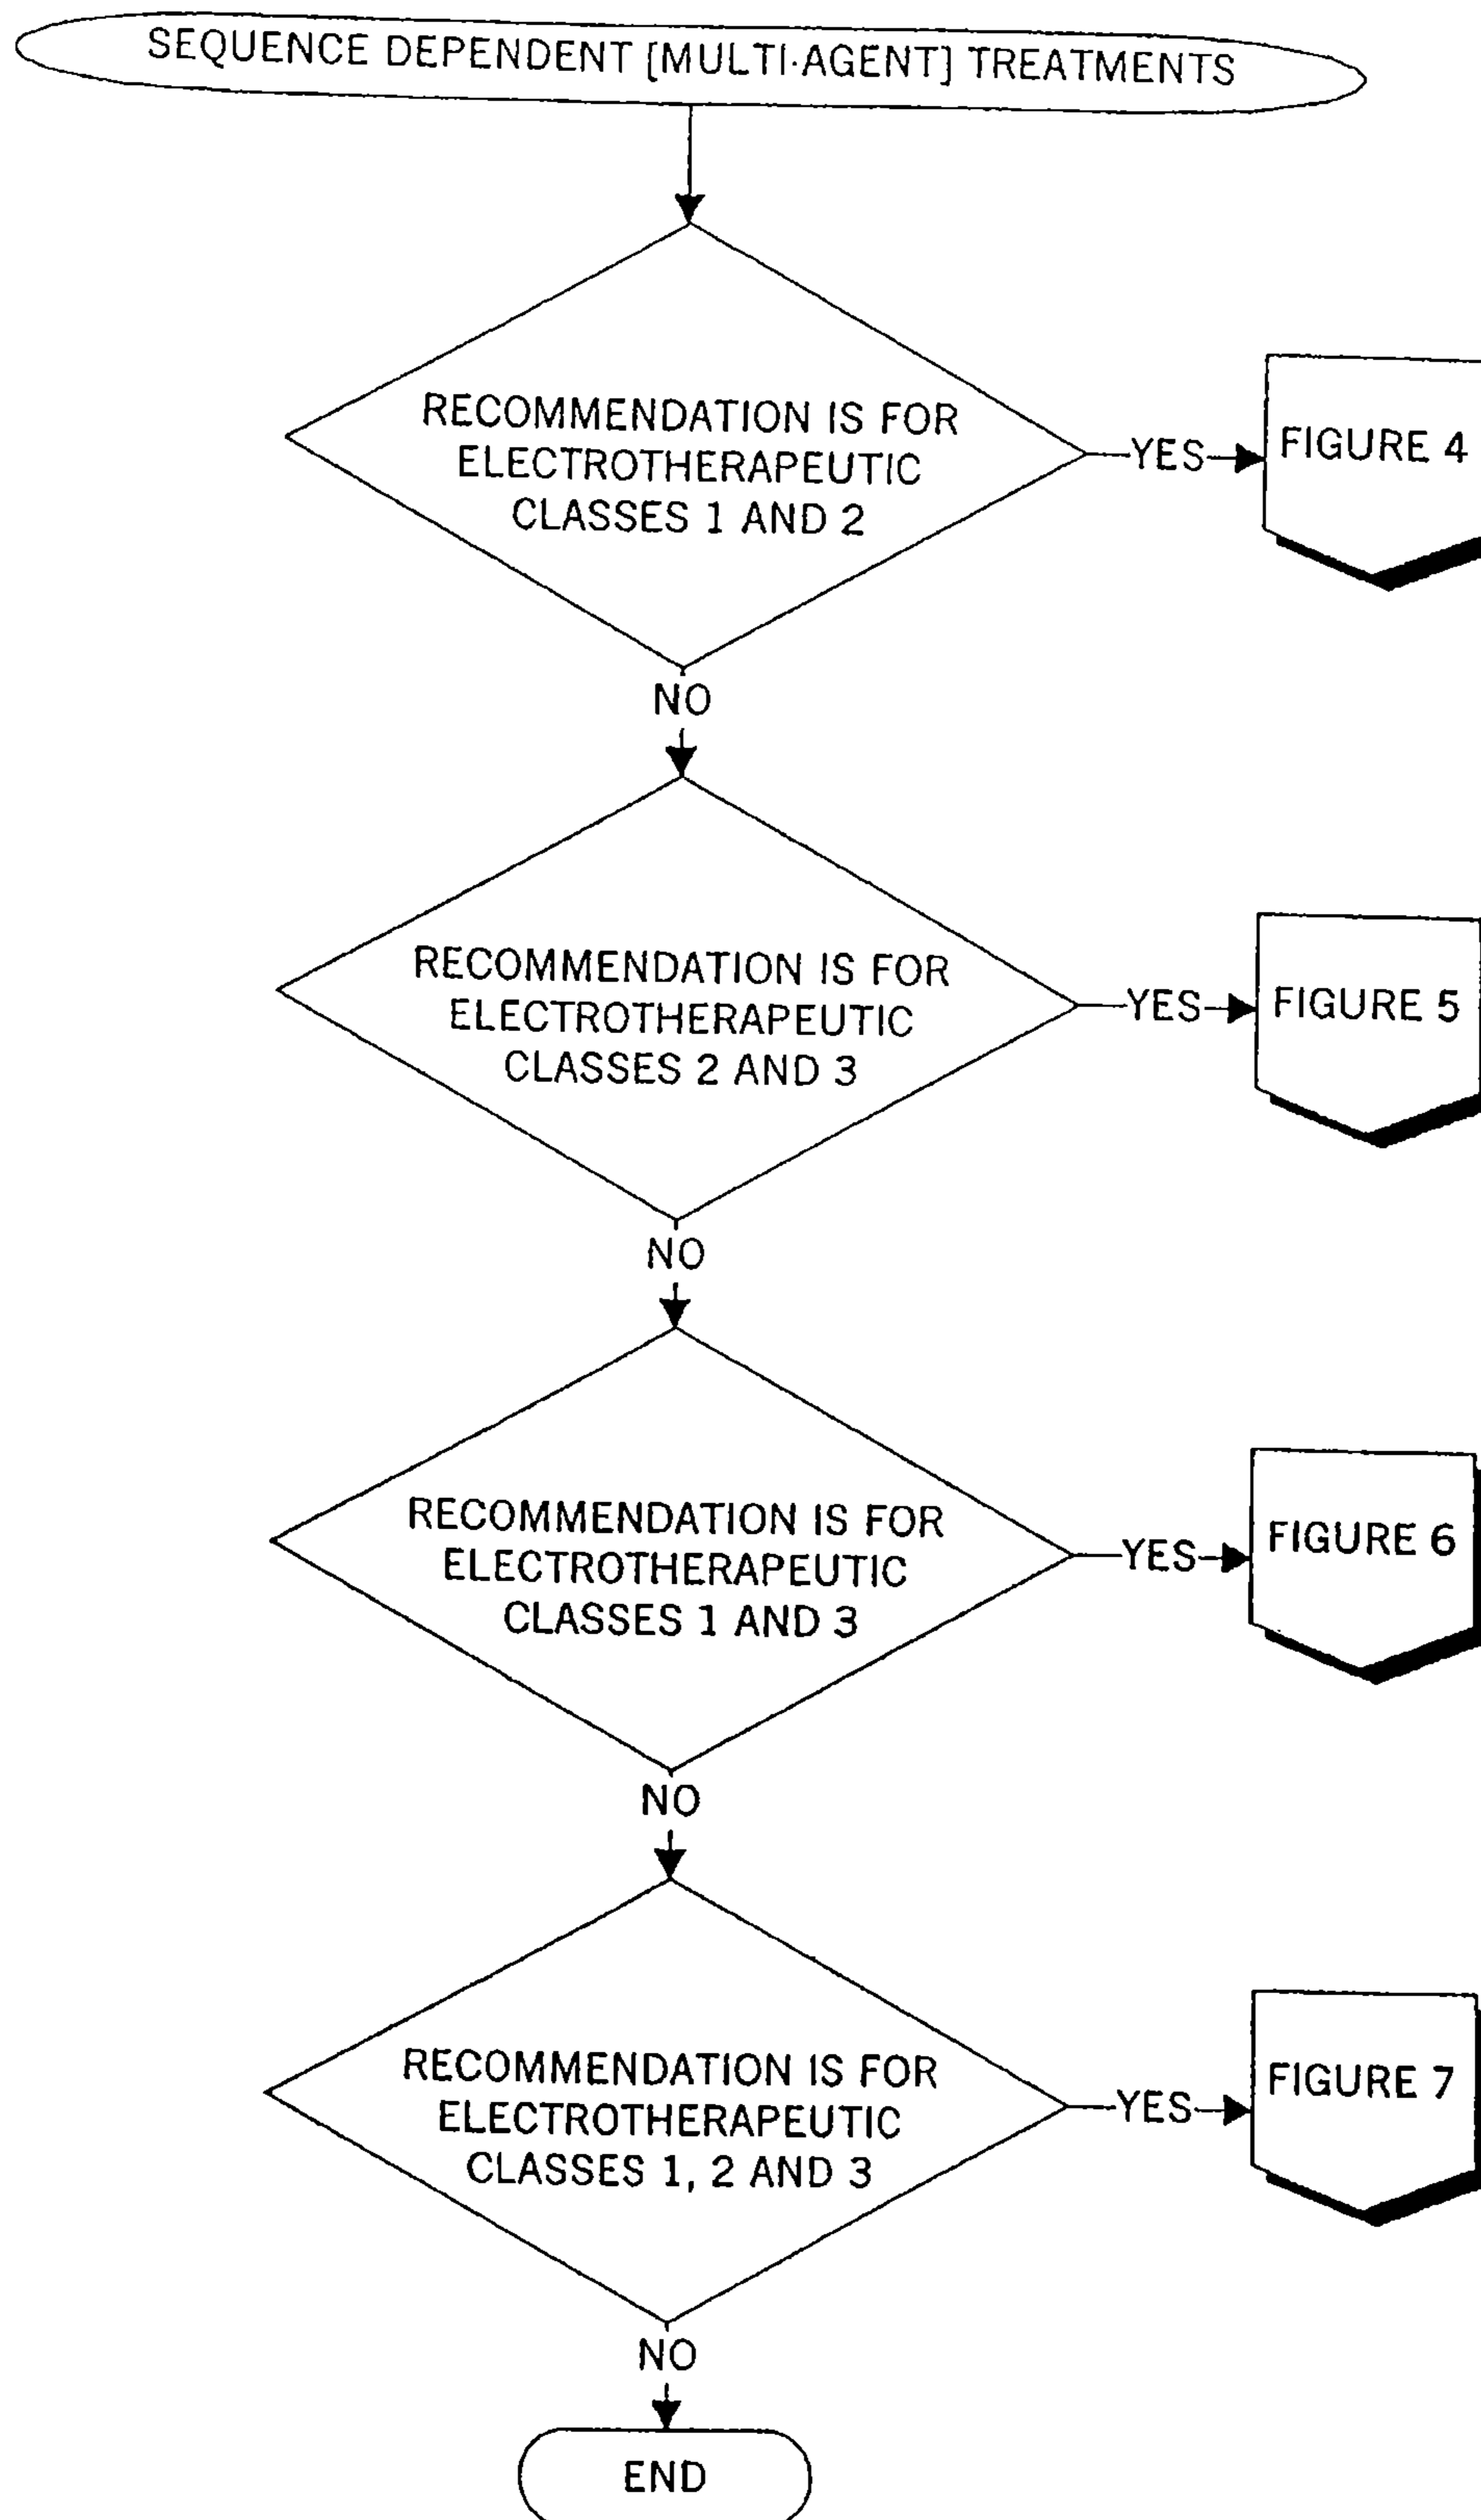 SEQUENCE DEPENDENT [MULTI-AGENT] TREATMENTS
RECOMMENDATION IS FOR
ELECTROTHERAPEUTIC
CLASSES 1 AND 2
YES
FIGURE 4
NO
RECOMMENDATION IS FOR
ELECTROTHERAPEUTIC
CLASSES 2 AND 3
YES
FIGURE 5
NO
RECOMMENDATION IS FOR
ELECTROTHERAPEUTIC
CLASSES 1 AND 3
YES
FIGURE 6
NO
RECOMMENDATION IS FOR
ELECTROTHERAPEUTIC
CLASSES 1, 2 AND 3
YES
FIGURE 7
NO
END